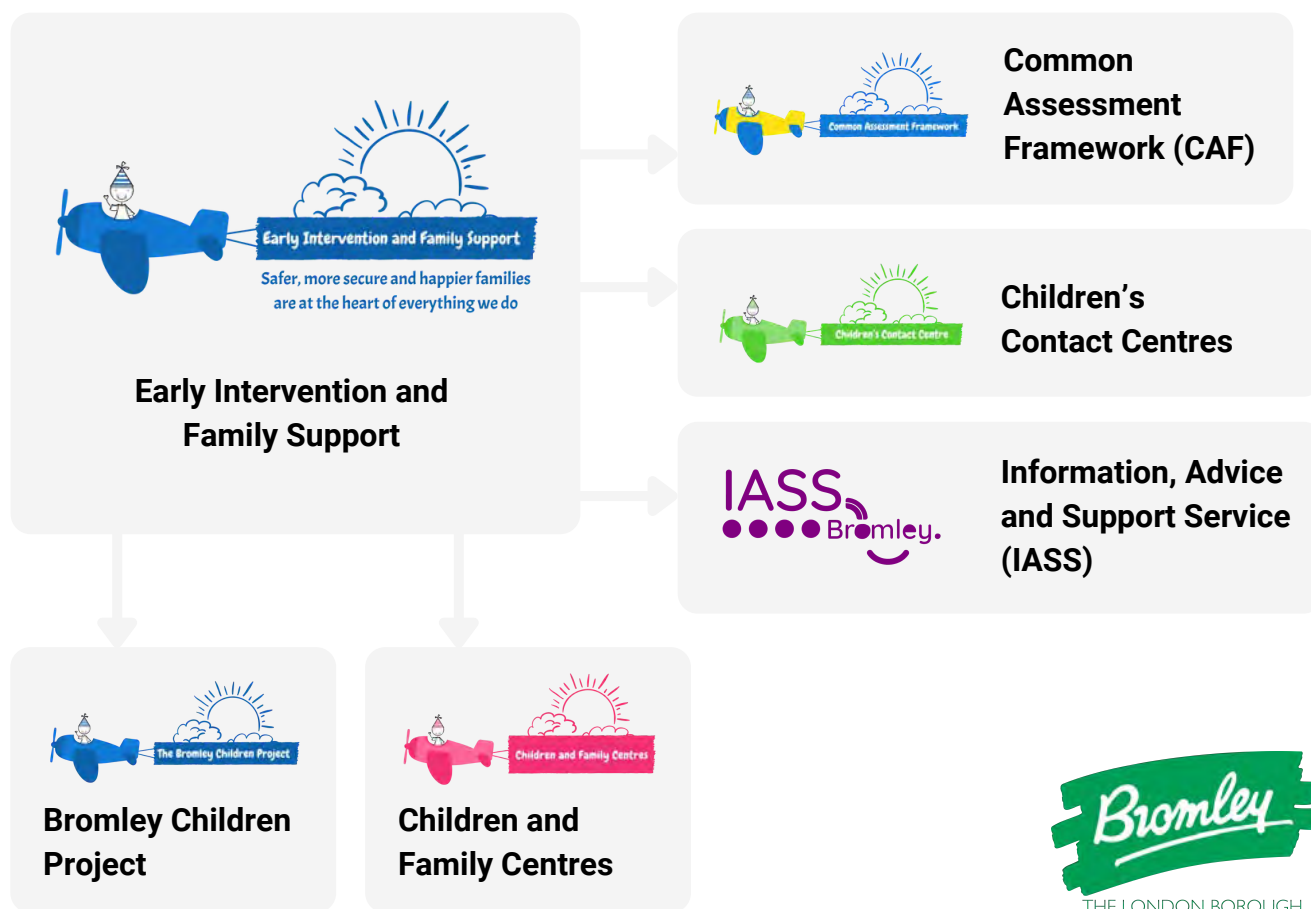 Early Intervention and Family Support
Safer, more secure and happier families
are at the heart of everything we do
Early Intervention and
Family Support
Common Assessment Framework
Common
Assessment
Framework (CAF)
Children's Contact Centre
Children’s
Contact Centres
IASS
Bromley.
Information, Advice
and Support Service
(IASS)
The Bromley Children Project
Bromley Children
Project
Children and Family Centres
Children and
Family Centres
Bromley
THE LONDON BOROUGH